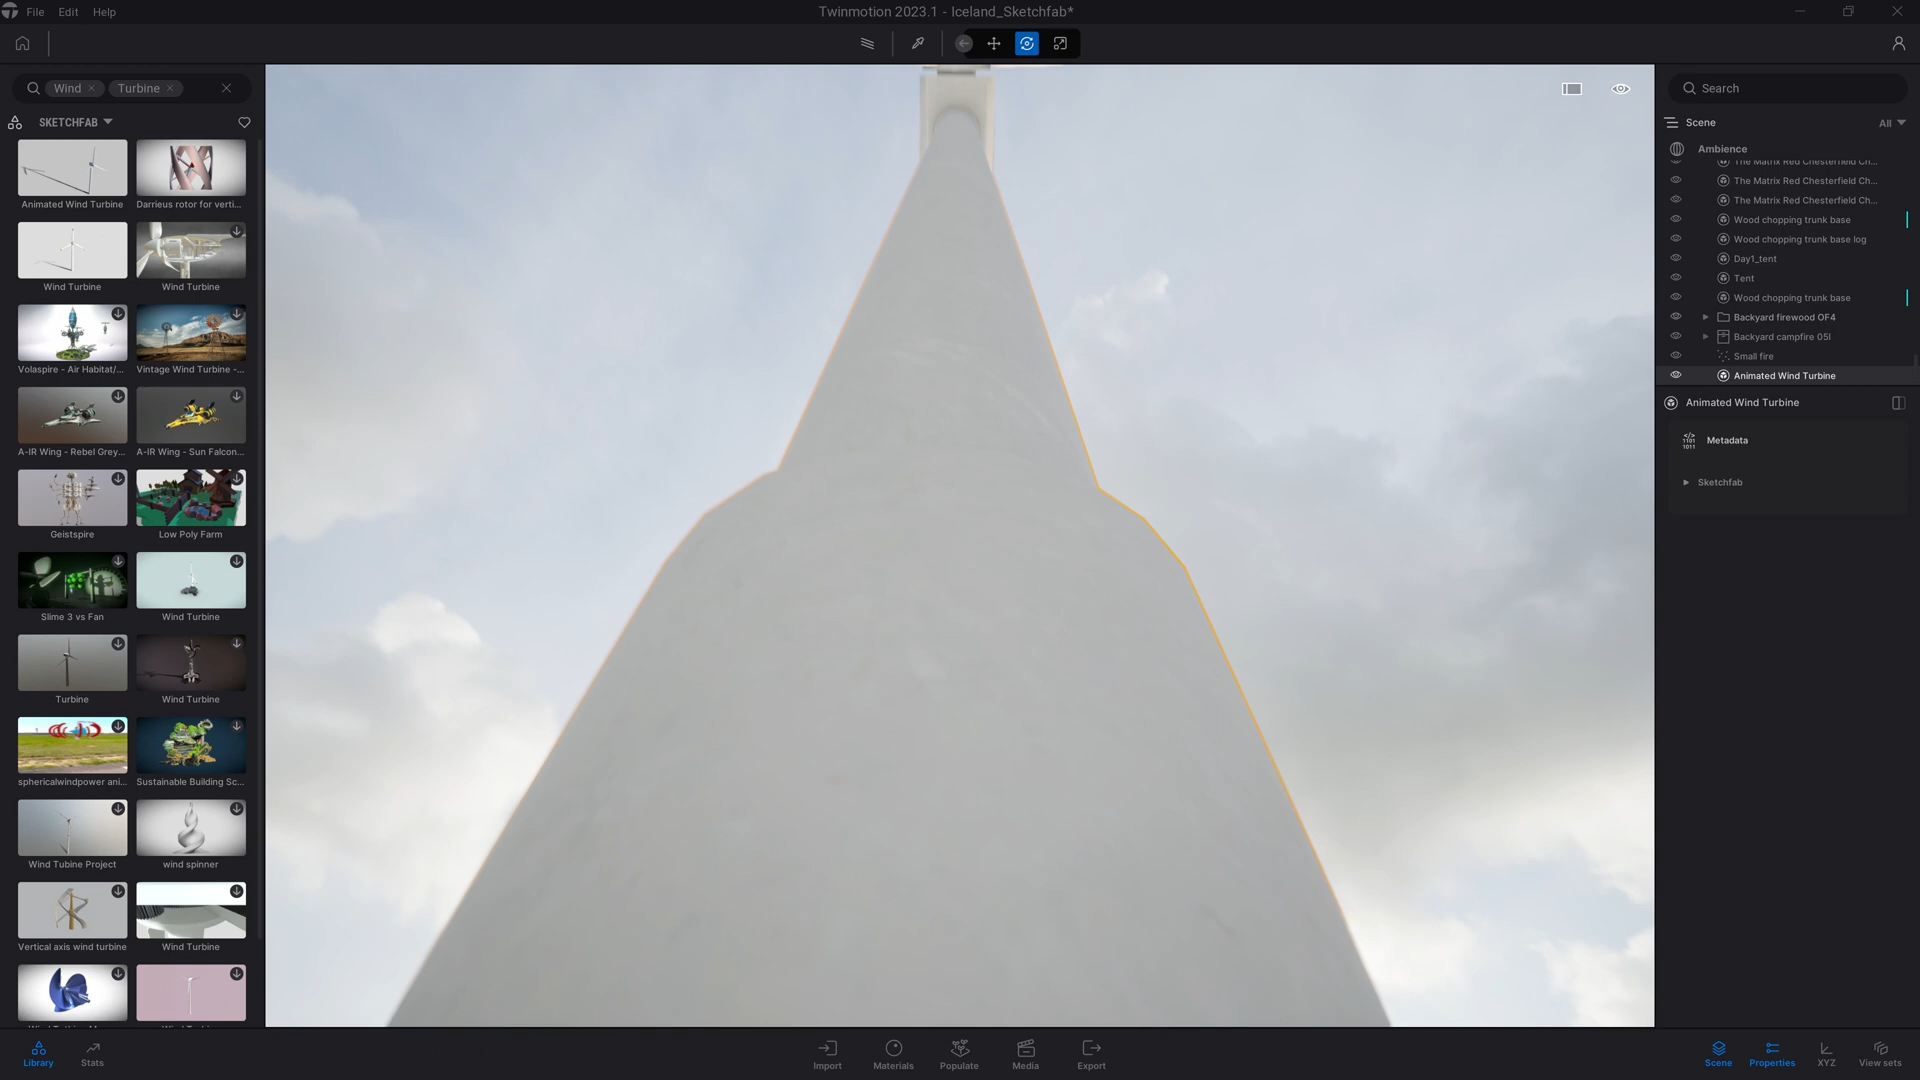 File Edit Help
Twinmotion 2023.1 - Iceland_Sketchfab*
Wind × Turbine ×
SKETCHFAB
Animated Wind Turbine
Darrieus rotor for verti...
Wind Turbine
Wind Turbine
Volaspire - Air Habitat/...
Vintage Wind Turbine -...
A-IR Wing - Rebel Grey...
A-IR Wing - Sun Falcon...
Geistspire
Low Poly Farm
Slime 3 vs Fan
Wind Turbine
Turbine
Wind Turbine
sphericalwindpower ani...
Sustainable Building Sc...
Wind Tubine Project
wind spinner
Vertical axis wind turbine
Wind Turbine
Search
Scene
All
Ambience
The Matrix Red Chesterfield Ch...
The Matrix Red Chesterfield Ch...
The Matrix Red Chesterfield Ch...
Wood chopping trunk base
Wood chopping trunk base log
Day1_tent
Tent
Wood chopping trunk base
Backyard firewood OF4
Backyard campfire 05l
Small fire
Animated Wind Turbine
Animated Wind Turbine
Metadata
Sketchfab
Library
Stats
Import
Materials
Populate
Media
Export
Scene
Properties
XYZ
View sets